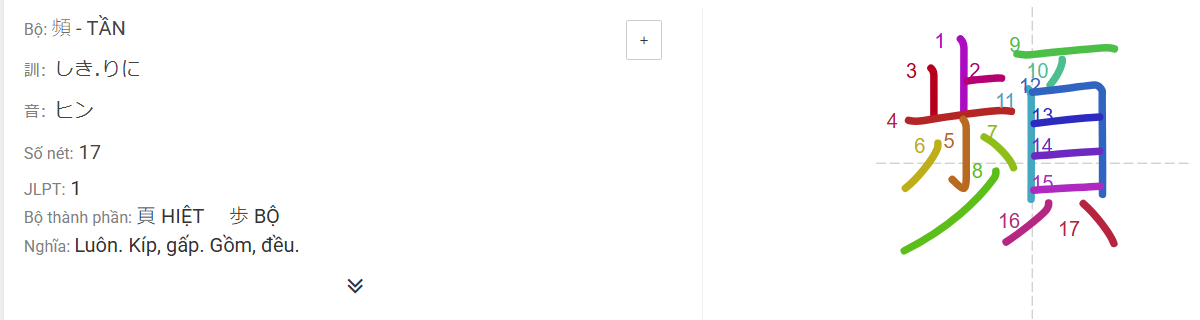 Bộ: 頻 - TẦN
+
訓: しき.りに
音: ヒン
Số nét: 17
JLPT: 1
Bộ thành phần: 頁 HIỆT 歩 BỘ
Nghĩa: Luôn. Kíp, gấp. Gồm, đều.
1
2
3
4
5
6
7
8
9
10
11
12
13
14
15
16
17